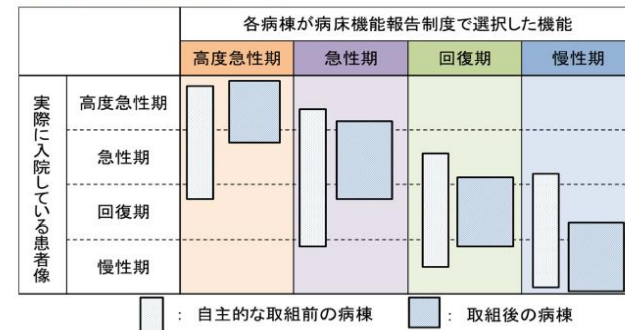 各病棟が病床機能報告制度で選択した機能
高度急性期
急性期
回復期
慢性期
実際に入院している患者像
高度急性期
急性期
回復期
慢性期
： 自主的な取組前の病棟
： 取組後の病棟